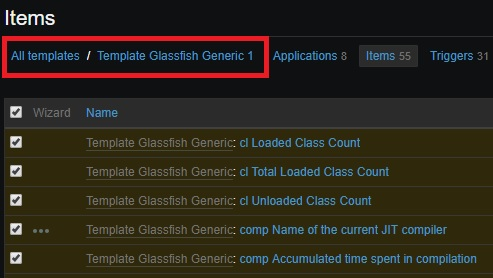 Items
All templates / Template Glassfish Generic 1 Applications 8 Items 55 Triggers 31
Wizard Name
Template Glassfish Generic: cl Loaded Class Count
Template Glassfish Generic: cl Total Loaded Class Count
Template Glassfish Generic: cl Unloaded Class Count
Template Glassfish Generic: comp Name of the current JIT compiler
Template Glassfish Generic: comp Accumulated time spent in compilation